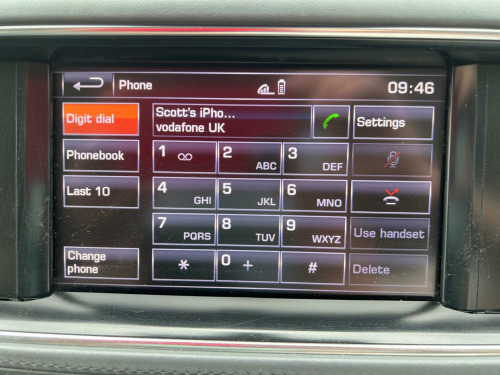 Phone
09:46
Digit dial
Scott's iPho...
vodafone UK
Settings
Phonebook
1
2 ABC
3 DEF
Last 10
4 GHI
5 JKL
6 MNO
7 PQRS
8 TUV
9 WXYZ
Use handset
Change
phone
*
0 +
#
Delete